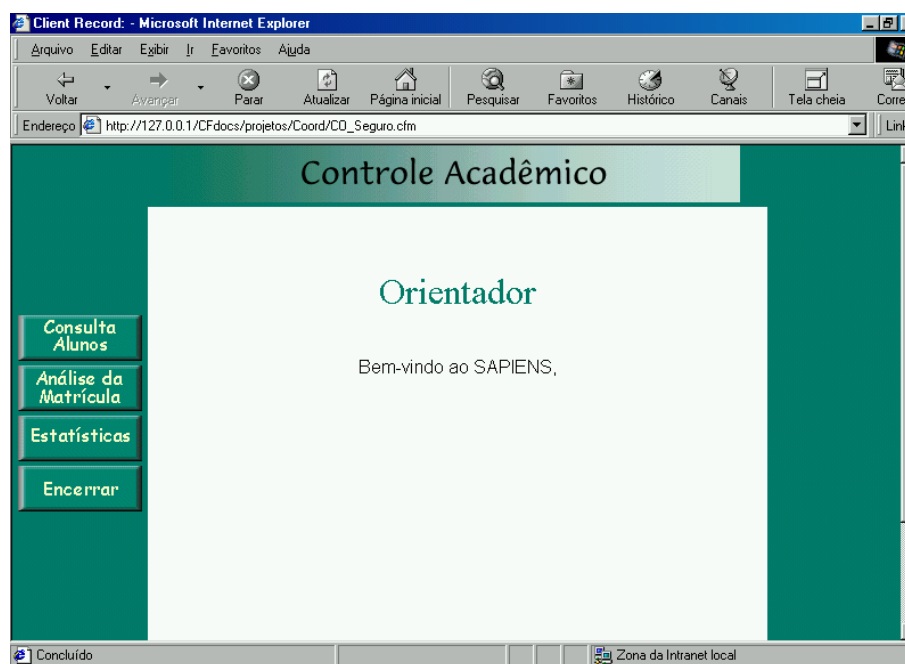 Client Record: - Microsoft Internet Explorer
Arquivo Editar Exibir Ir Favoritos Ajuda
Voltar Avançar Parar Atualizar Página inicial Pesquisar Favoritos Histórico Canais Tela cheia Corre
Endereço http://127.0.0.1/CFdocs/projetos/Coord/CO_Seguro.cfm Link
Controle Acadêmico
Orientador
Bem-vindo ao SAPIENS,
Consulta
Alunos
Análise da
Matrícula
Estatísticas
Encerrar
Concluído Zona da Intranet local